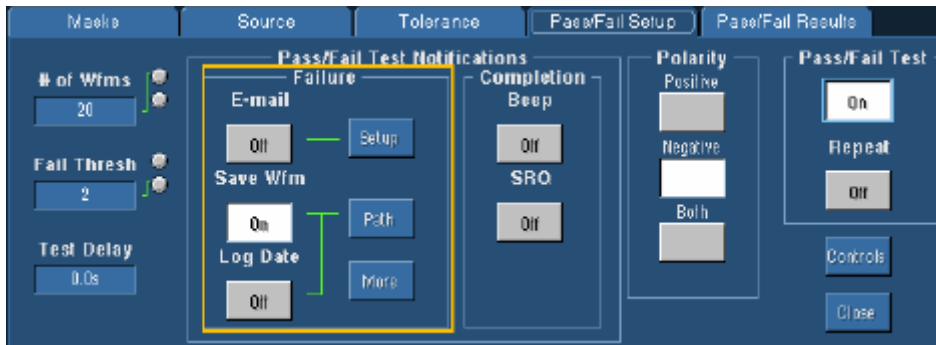 Masks
Source
Tolerance
Pass/Fail Setup
Pass/Fail Results
Pass/Fail Test Notifications
# of Wfms
20
Fail Thresh
2
Test Delay
0.0s
Failure
E-mail
Off
Setup
Save Wfm
On
Path
Log Date
Off
More
Completion
Beep
Off
SRQ
Off
Polarity
Positive
Negative
Both
Pass/Fail Test
On
Repeat
Off
Controls
Close